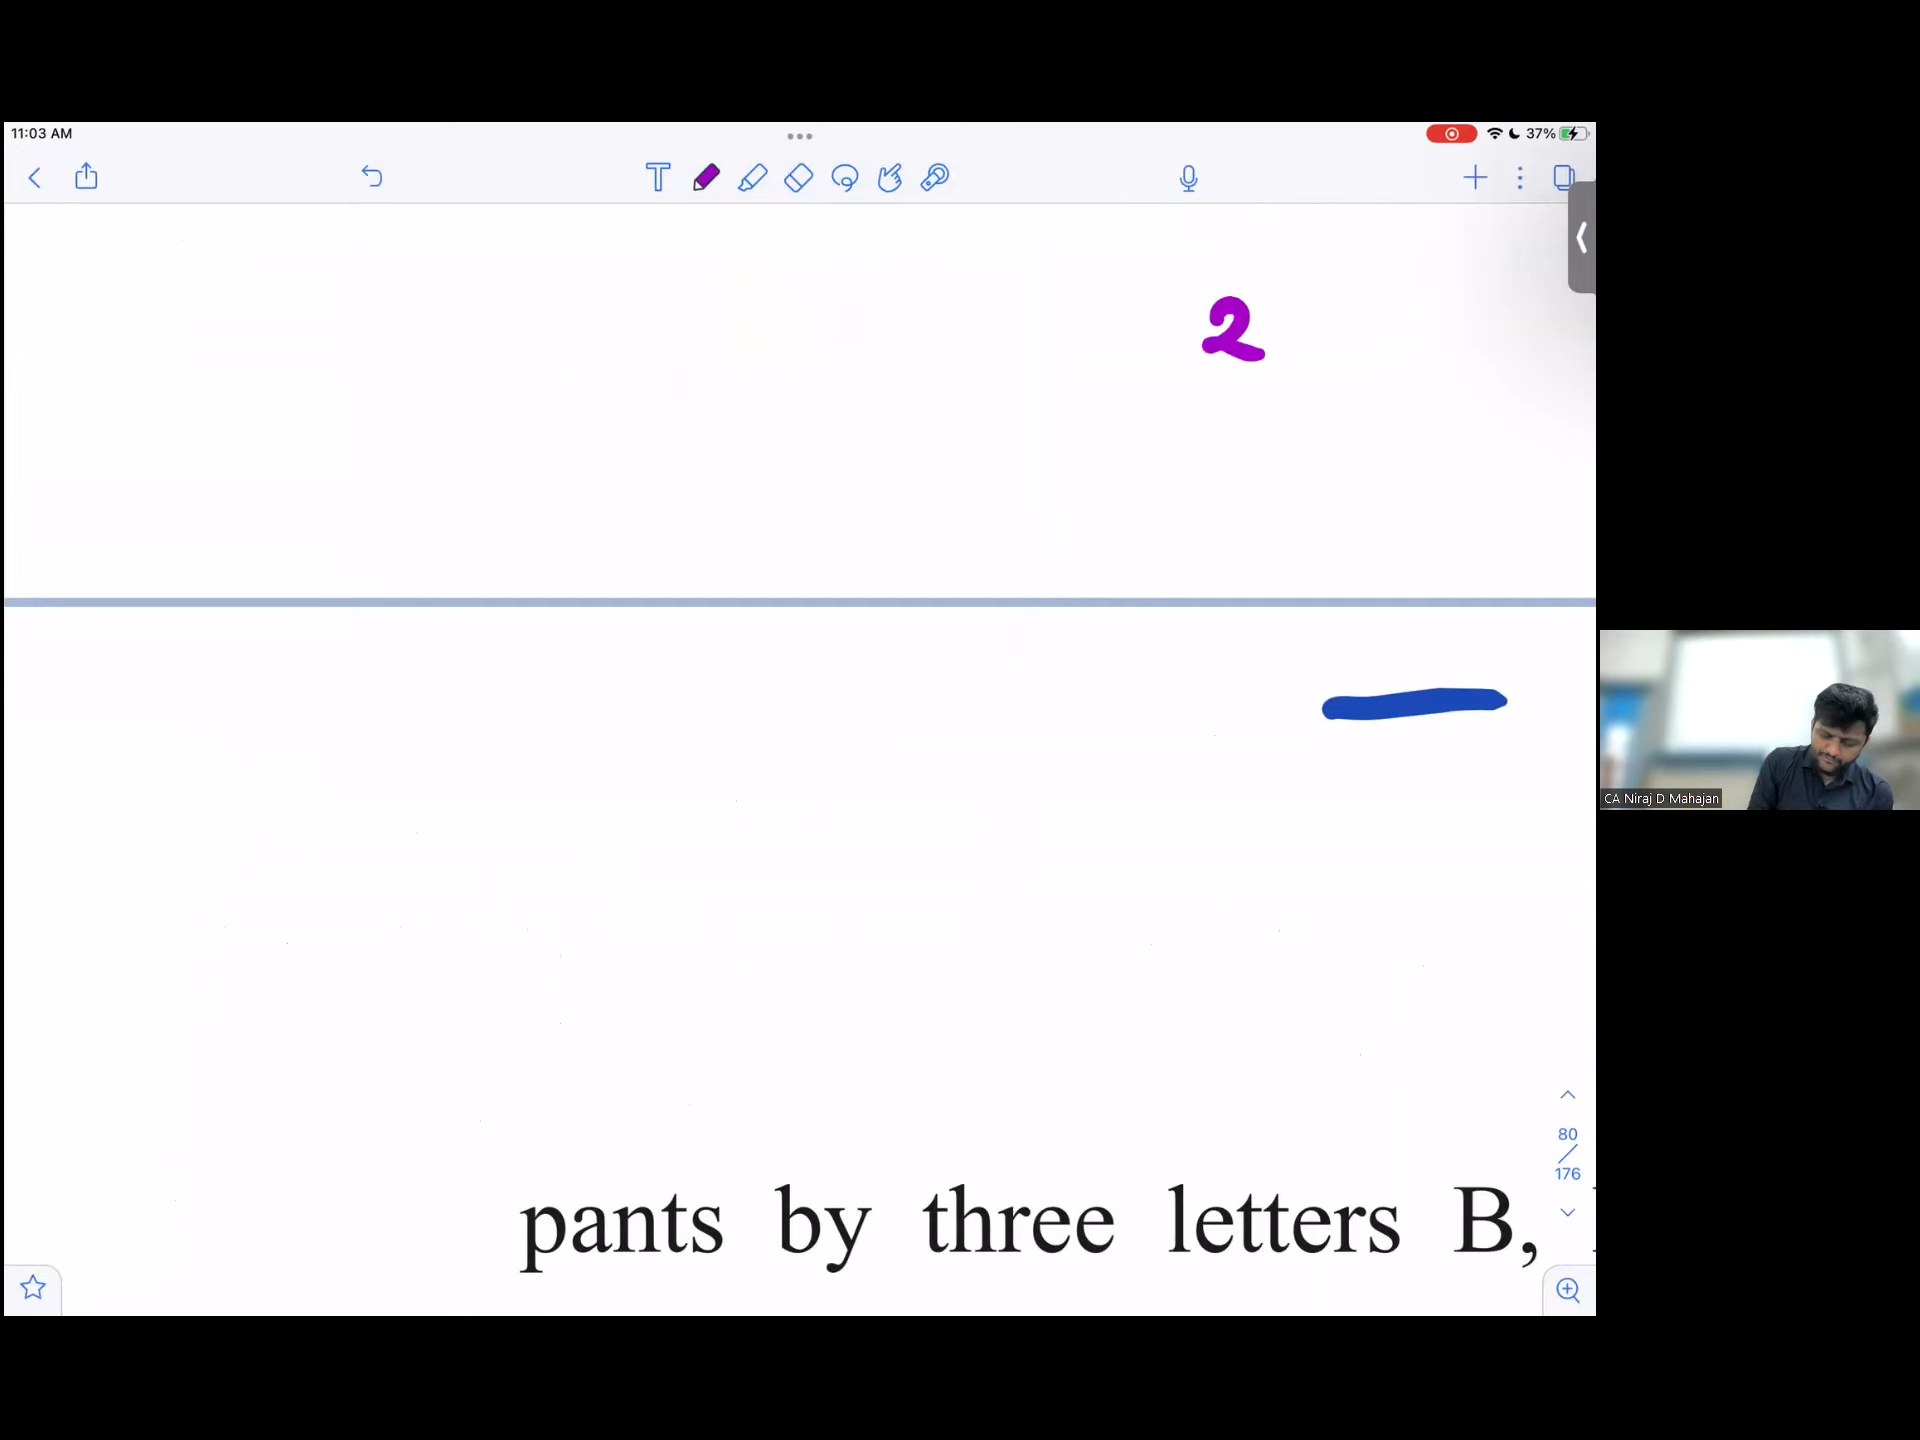 11:03 AM
37%
2
80
176
pants by three letters B,
CA Niraj D Mahajan